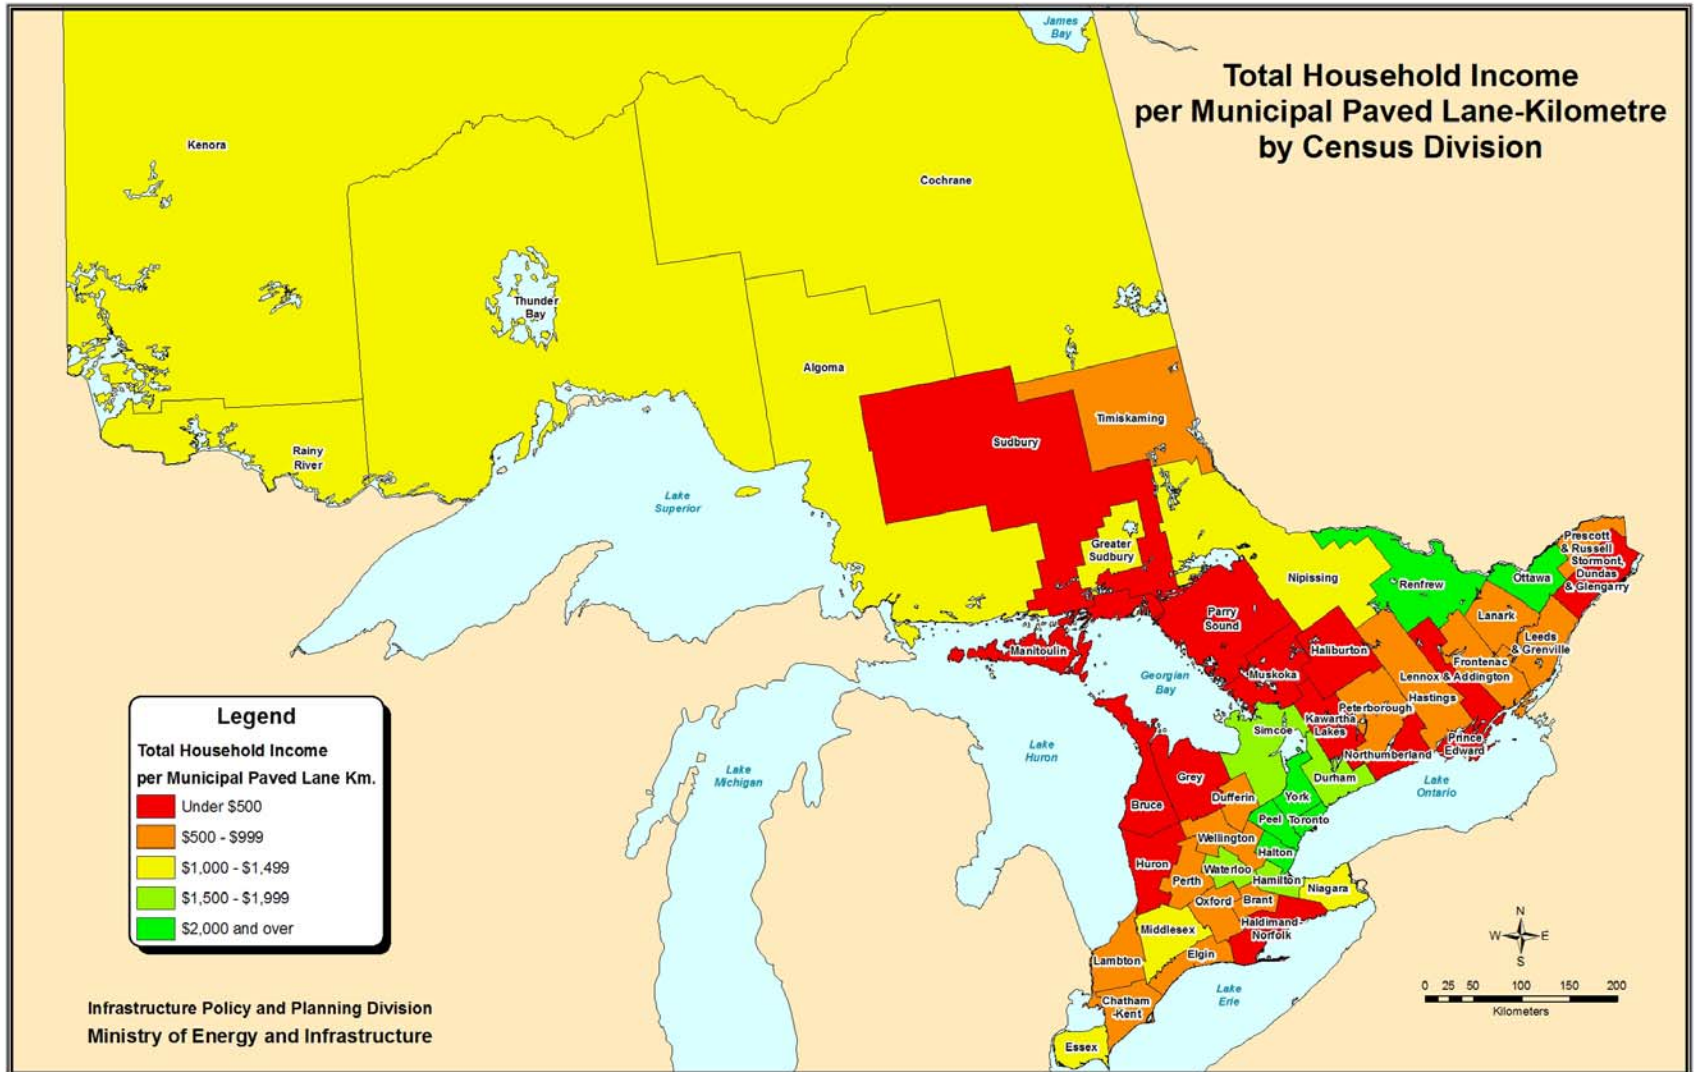 James
Bay
Total Household Income
per Municipal Paved Lane-Kilometre
by Census Division
Kenora
Cochrane
Thunder
Bay
Algoma
Timiskaming
Sudbury
Rainy
River
Lake
Superior
Greater
Sudbury
Nipissing
Renfrew
Ottawa
Prescott
& Russell
Stormont,
Dundas
& Glengarry
Parry
Sound
Lanark
Leeds
& Grenville
Manitoulin
Haliburton
Frontenac
Muskoka
Lennox & Addington
Georgian
Bay
Hastings
Peterborough
Kawartha
Lakes
Simcoe
Prince
Edward
Northumberland
Lake
Huron
Lake
Michigan
Grey
Durham
Lake
Ontario
Bruce
Dufferin
York
Peel
Toronto
Wellington
Halton
Huron
Waterloo
Perth
Hamilton
Niagara
Oxford
Brant
Haldimand-
Norfolk
Middlesex
Elgin
Lambton
Lake
Erie
Chatham
-Kent
Essex
Legend
Total Household Income
per Municipal Paved Lane Km.
Under $500
$500 - $999
$1,000 - $1,499
$1,500 - $1,999
$2,000 and over
Infrastructure Policy and Planning Division
Ministry of Energy and Infrastructure
N
W E
S
0 25 50 100 150 200
Kilometers